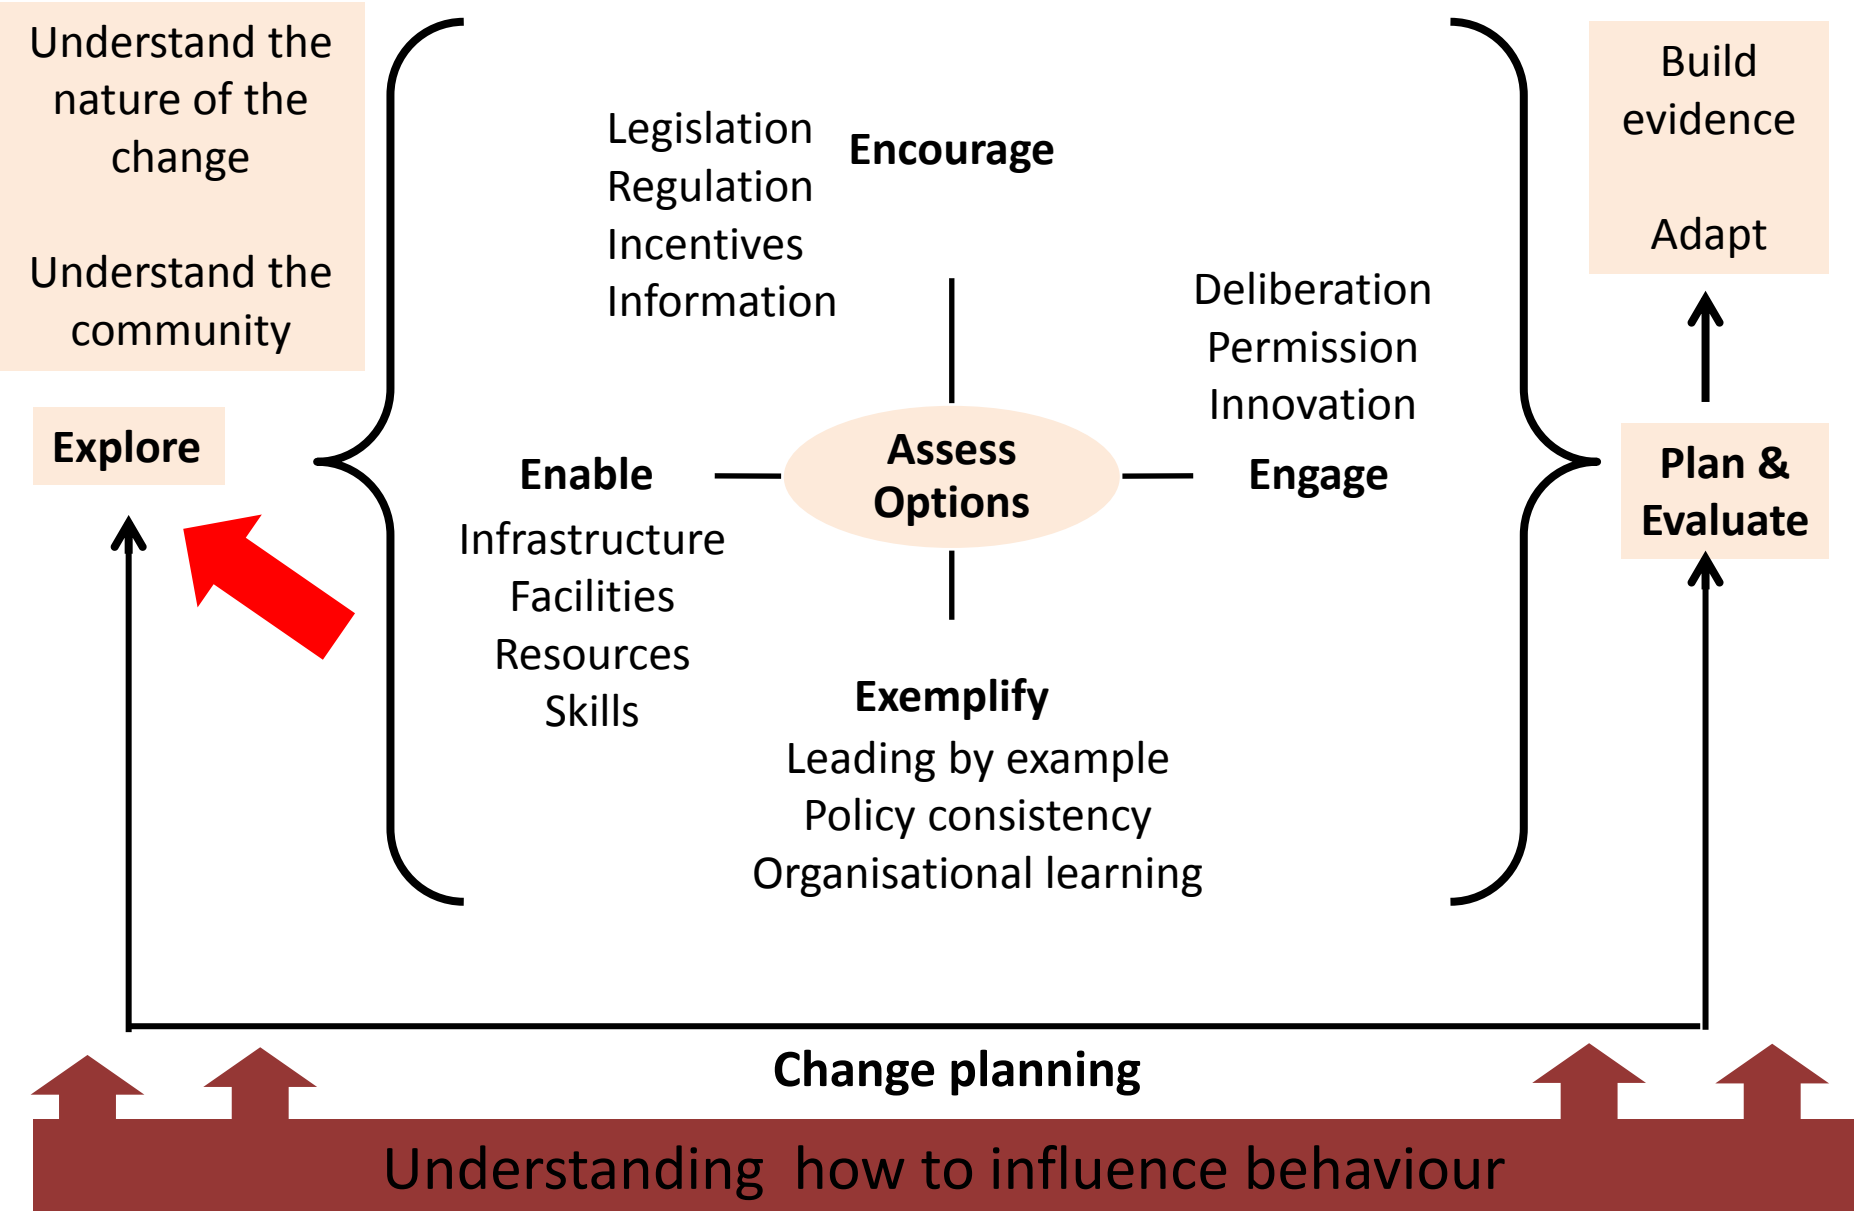 Understand the
nature of the
change
Understand the
community
Explore
Legislation
Regulation
Incentives
Information
Encourage
Deliberation
Permission
Innovation
Engage
Assess
Options
Enable
Infrastructure
Facilities
Resources
Skills
Exemplify
Leading by example
Policy consistency
Organisational learning
Build
evidence
Adapt
Plan &
Evaluate
Change planning
Understanding how to influence behaviour